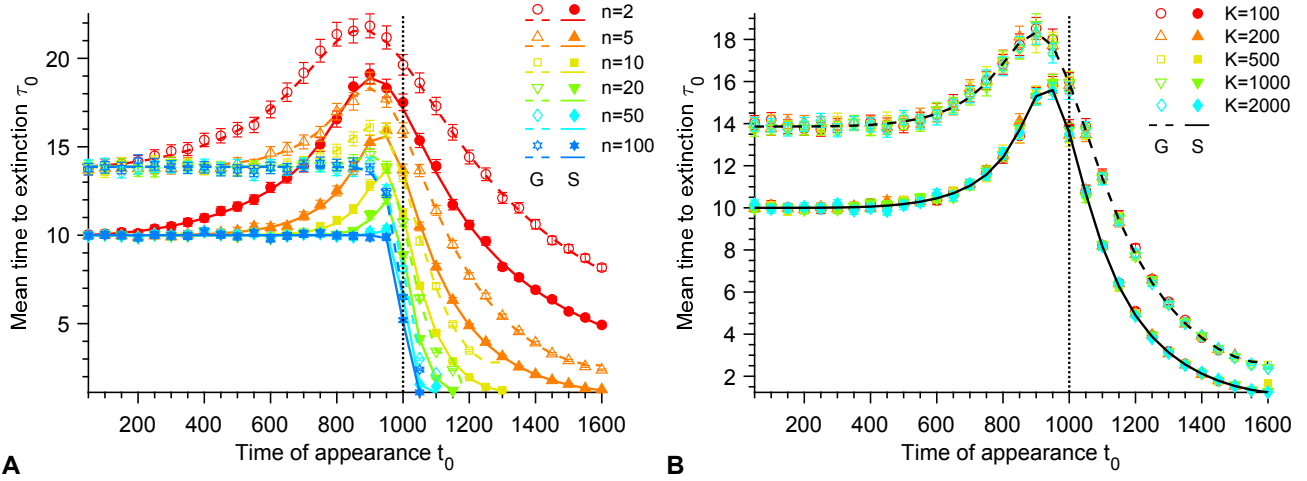 20
15
10
5
Mean time to extinction τ0
200 400 600 800 1000 1200 1400 1600
Time of appearance t0
n=2
n=5
n=10
n=20
n=50
n=100
G S
A
18
16
14
12
10
8
6
4
2
Mean time to extinction τ0
200 400 600 800 1000 1200 1400 1600
Time of appearance t0
K=100
K=200
K=500
K=1000
K=2000
G S
B